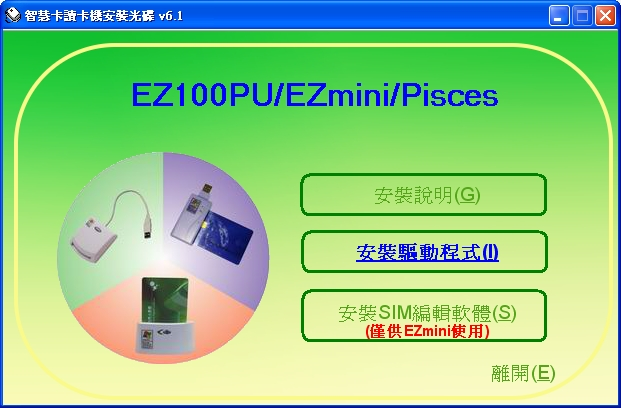 智慧卡讀卡機安裝光碟 v6.1
EZ100PU/EZmini/Pisces
安裝說明(G)
安裝驅動程式(I)
安裝SIM編輯軟體(S)
(僅供EZmini使用)
離開(E)